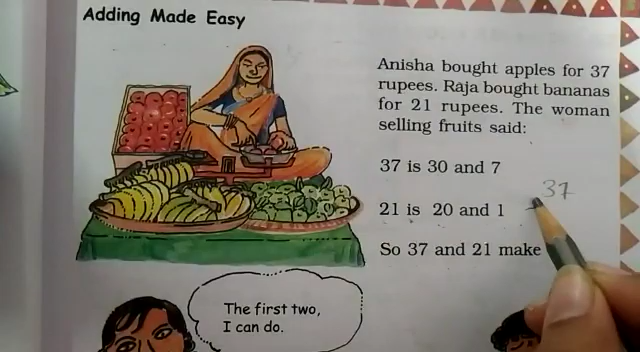 Adding Made Easy
Anisha bought apples for 37
rupees. Raja bought bananas
for 21 rupees. The woman
selling fruits said:
37 is 30 and 7
37
21 is 20 and 1
So 37 and 21 make
The first two,
I can do.